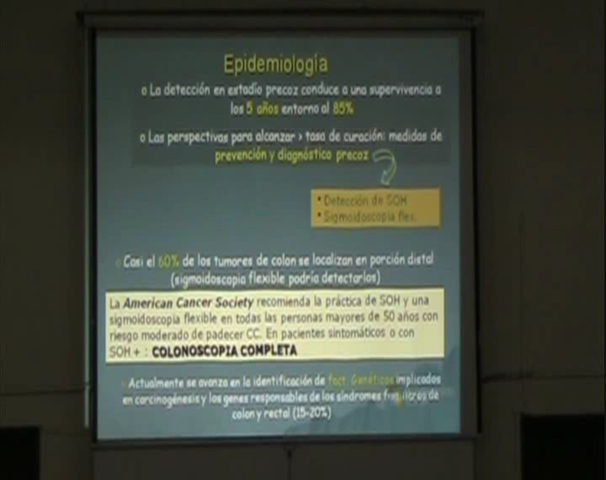 Epidemiología
o La detección en estadío precoz conduce a una supervivencia a
los 5 años entorno al 85%
o Las perspectivas para alcanzar > tasa de curación: medidas de
prevención y diagnóstico precoz
• Detección de SOH
• Sigmoidoscopia flex.
Casi el 60% de los tumores de colon se localizan en porción distal
(sigmoidoscopia flexible podría detectarlos)
La American Cancer Society recomienda la práctica de SOH y una
sigmoidoscopia flexible en todas las personas mayores de 50 años con
riesgo moderado de padecer CC. En pacientes sintomáticos o con
SOH + : COLONOSCOPIA COMPLETA
Actualmente se avanza en la identificación de fact. Genéticos implicados
en carcinogénesis y los genes responsables de los síndromes familiares de
colon y rectal (15-20%)